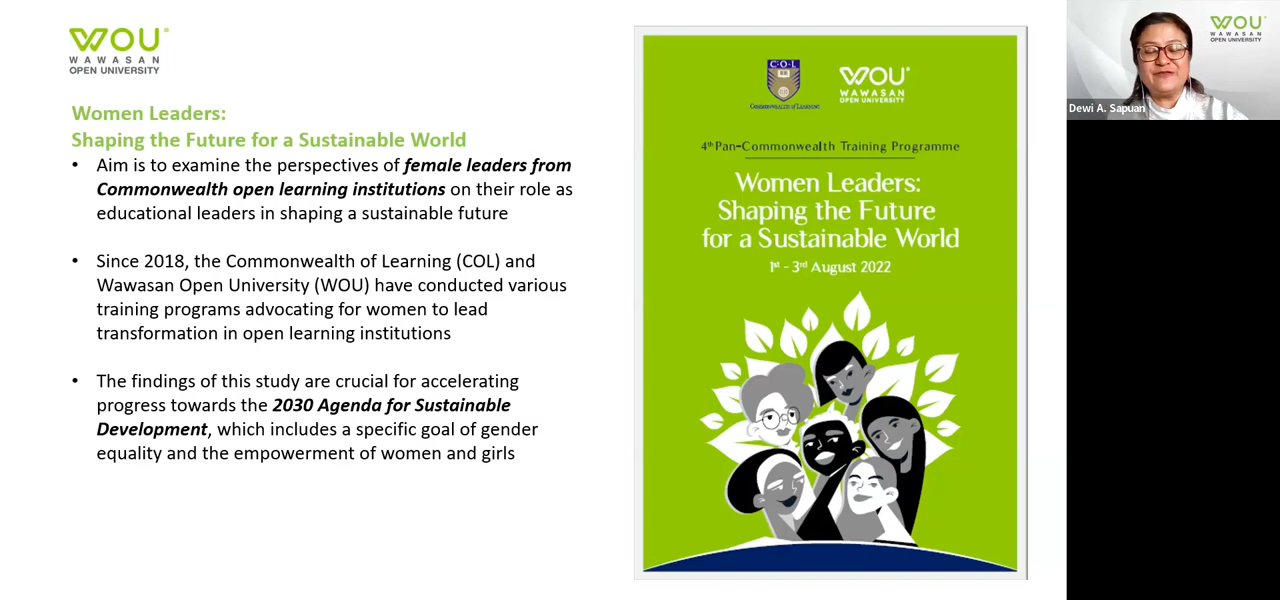 WOU
WAWASAN
OPEN UNIVERSITY
Women Leaders:
Shaping the Future for a Sustainable World
• Aim is to examine the perspectives of female leaders from
Commonwealth open learning institutions on their role as
educational leaders in shaping a sustainable future
• Since 2018, the Commonwealth of Learning (COL) and
Wawasan Open University (WOU) have conducted various
training programs advocating for women to lead
transformation in open learning institutions
• The findings of this study are crucial for accelerating
progress towards the 2030 Agenda for Sustainable
Development, which includes a specific goal of gender
equality and the empowerment of women and girls
C·O·L
Commonwealth of Learning
WOU
WAWASAN
OPEN UNIVERSITY
4th Pan-Commonwealth Training Programme
Women Leaders:
Shaping the Future
for a Sustainable World
1st - 3rd August 2022
WOU
WAWASAN
OPEN UNIVERSITY
Dewi A. Sapuan